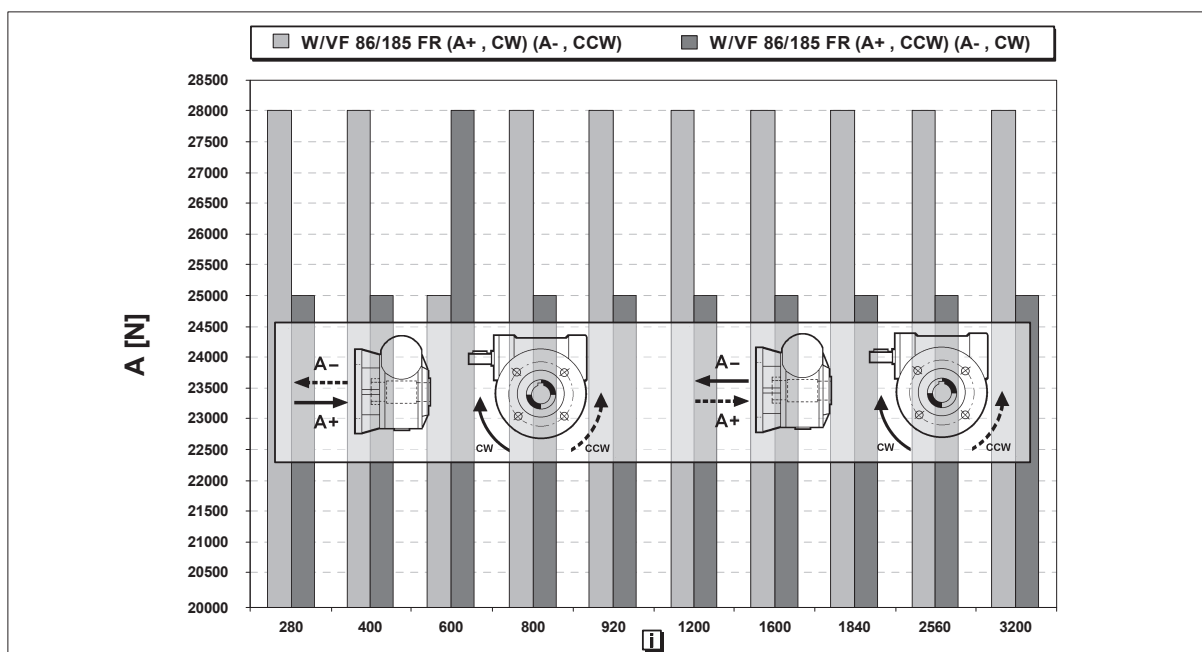 W/VF 86/185 FR (A+ , CW) (A- , CCW)
W/VF 86/185 FR (A+ , CCW) (A- , CW)
A [N]
28500
28000
27500
27000
26500
26000
25500
25000
24500
24000
23500
23000
22500
22000
21500
21000
20500
20000
A–
A+
CW
CCW
A–
A+
CW
CCW
280 400 600 800 920 1200 1600 1840 2560 3200
i